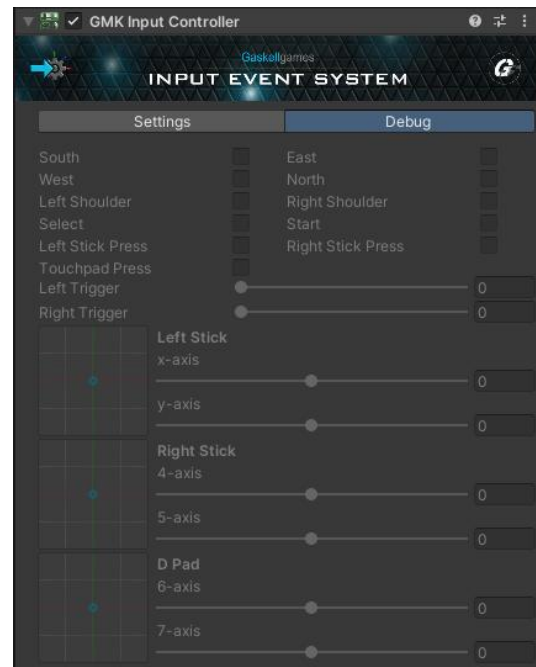 GMK Input Controller
Gaskellgames
INPUT EVENT SYSTEM
G
Settings Debug
South East
West North
Left Shoulder Right Shoulder
Select Start
Left Stick Press Right Stick Press
Touchpad Press
Left Trigger 0
Right Trigger 0
Left Stick
x-axis
0
y-axis
0
Right Stick
4-axis
0
5-axis
0
D Pad
6-axis
0
7-axis
0